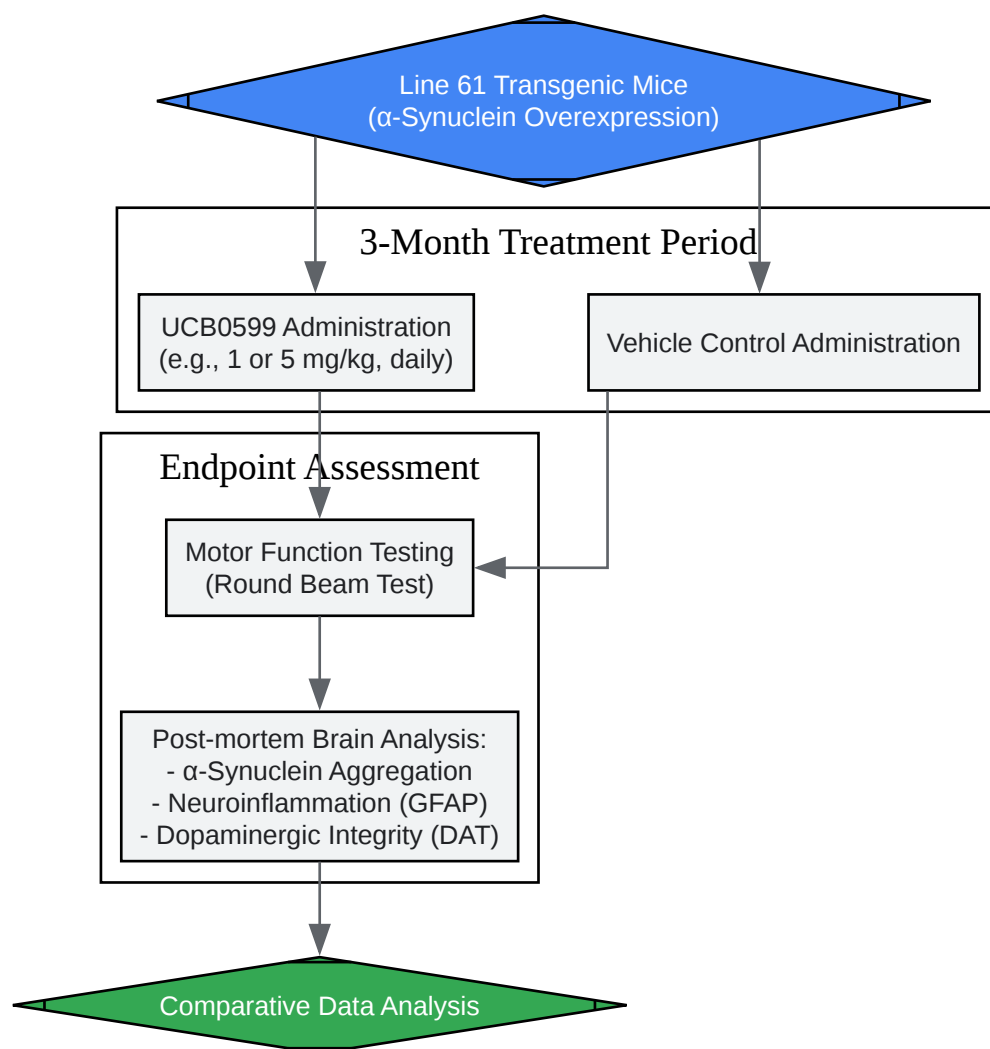 Line 61 Transgenic Mice
(α-Synuclein Overexpression)
3-Month Treatment Period
UCB0599 Administration
(e.g., 1 or 5 mg/kg, daily)
Vehicle Control Administration
Endpoint Assessment
Motor Function Testing
(Round Beam Test)
Post-mortem Brain Analysis:
- α-Synuclein Aggregation
- Neuroinflammation (GFAP)
- Dopaminergic Integrity (DAT)
Comparative Data Analysis